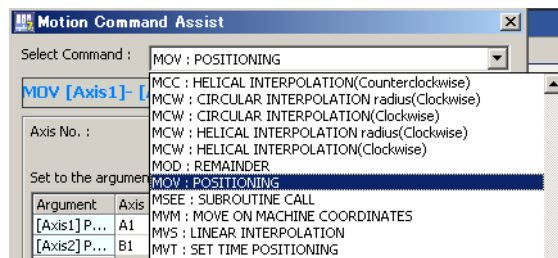 Motion Command Assist
Select Command :
MOV : POSITIONING
MCC : HELICAL INTERPOLATION(Counterclockwise)
MCW : CIRCULAR INTERPOLATION radius(Clockwise)
MCW : CIRCULAR INTERPOLATION(Clockwise)
MCW : HELICAL INTERPOLATION radius(Clockwise)
MCW : HELICAL INTERPOLATION(Clockwise)
MOD : REMAINDER
MOV : POSITIONING
MSEE : SUBROUTINE CALL
MVM : MOVE ON MACHINE COORDINATES
MVS : LINEAR INTERPOLATION
MVT : SET TIME POSITIONING
MOV [Axis1]- [
Axis No. :
Set to the argumen
Argument Axis
[Axis1] P... A1
[Axis2] P... B1